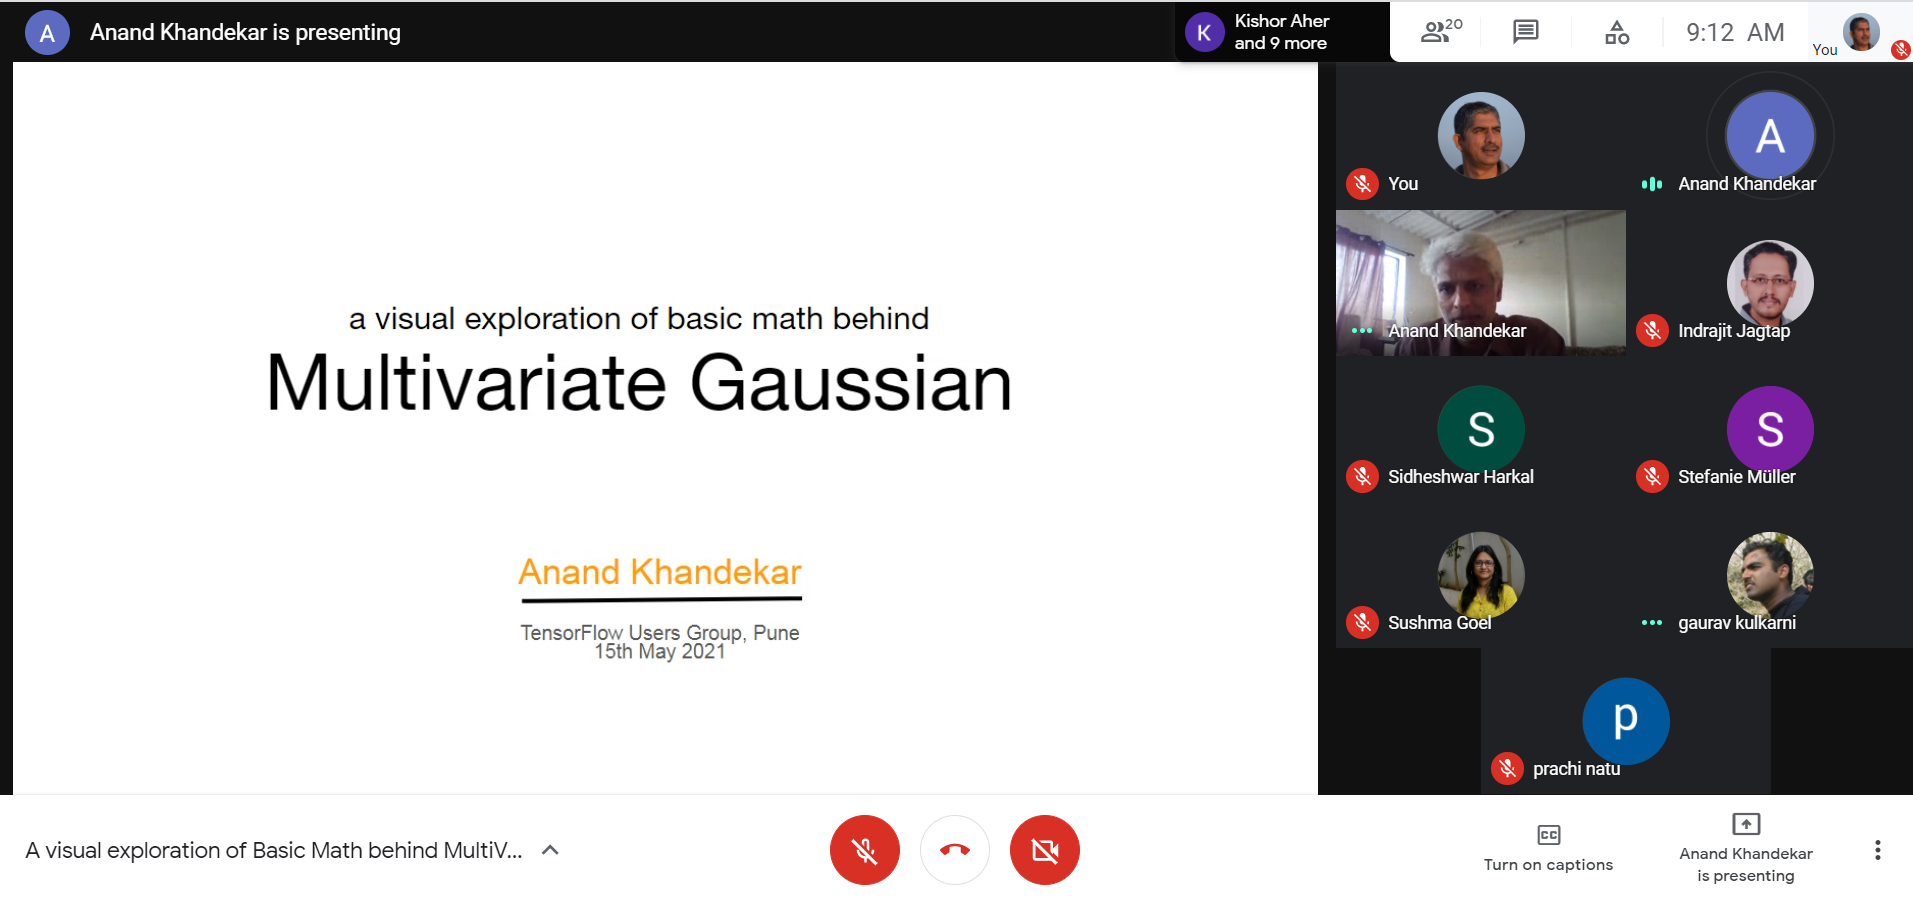 A
Anand Khandekar is presenting
K
Kishor Aher
and 9 more
20
9:12 AM
You
a visual exploration of basic math behind
Multivariate Gaussian
Anand Khandekar
TensorFlow Users Group, Pune
15th May 2021
You
A
Anand Khandekar
Anand Khandekar
Indrajit Jagtap
S
Sidheshwar Harkal
S
Stefanie Müller
Sushma Goel
gaurav kulkarni
p
prachi natu
A visual exploration of Basic Math behind MultiV...
CC
Turn on captions
Anand Khandekar
is presenting